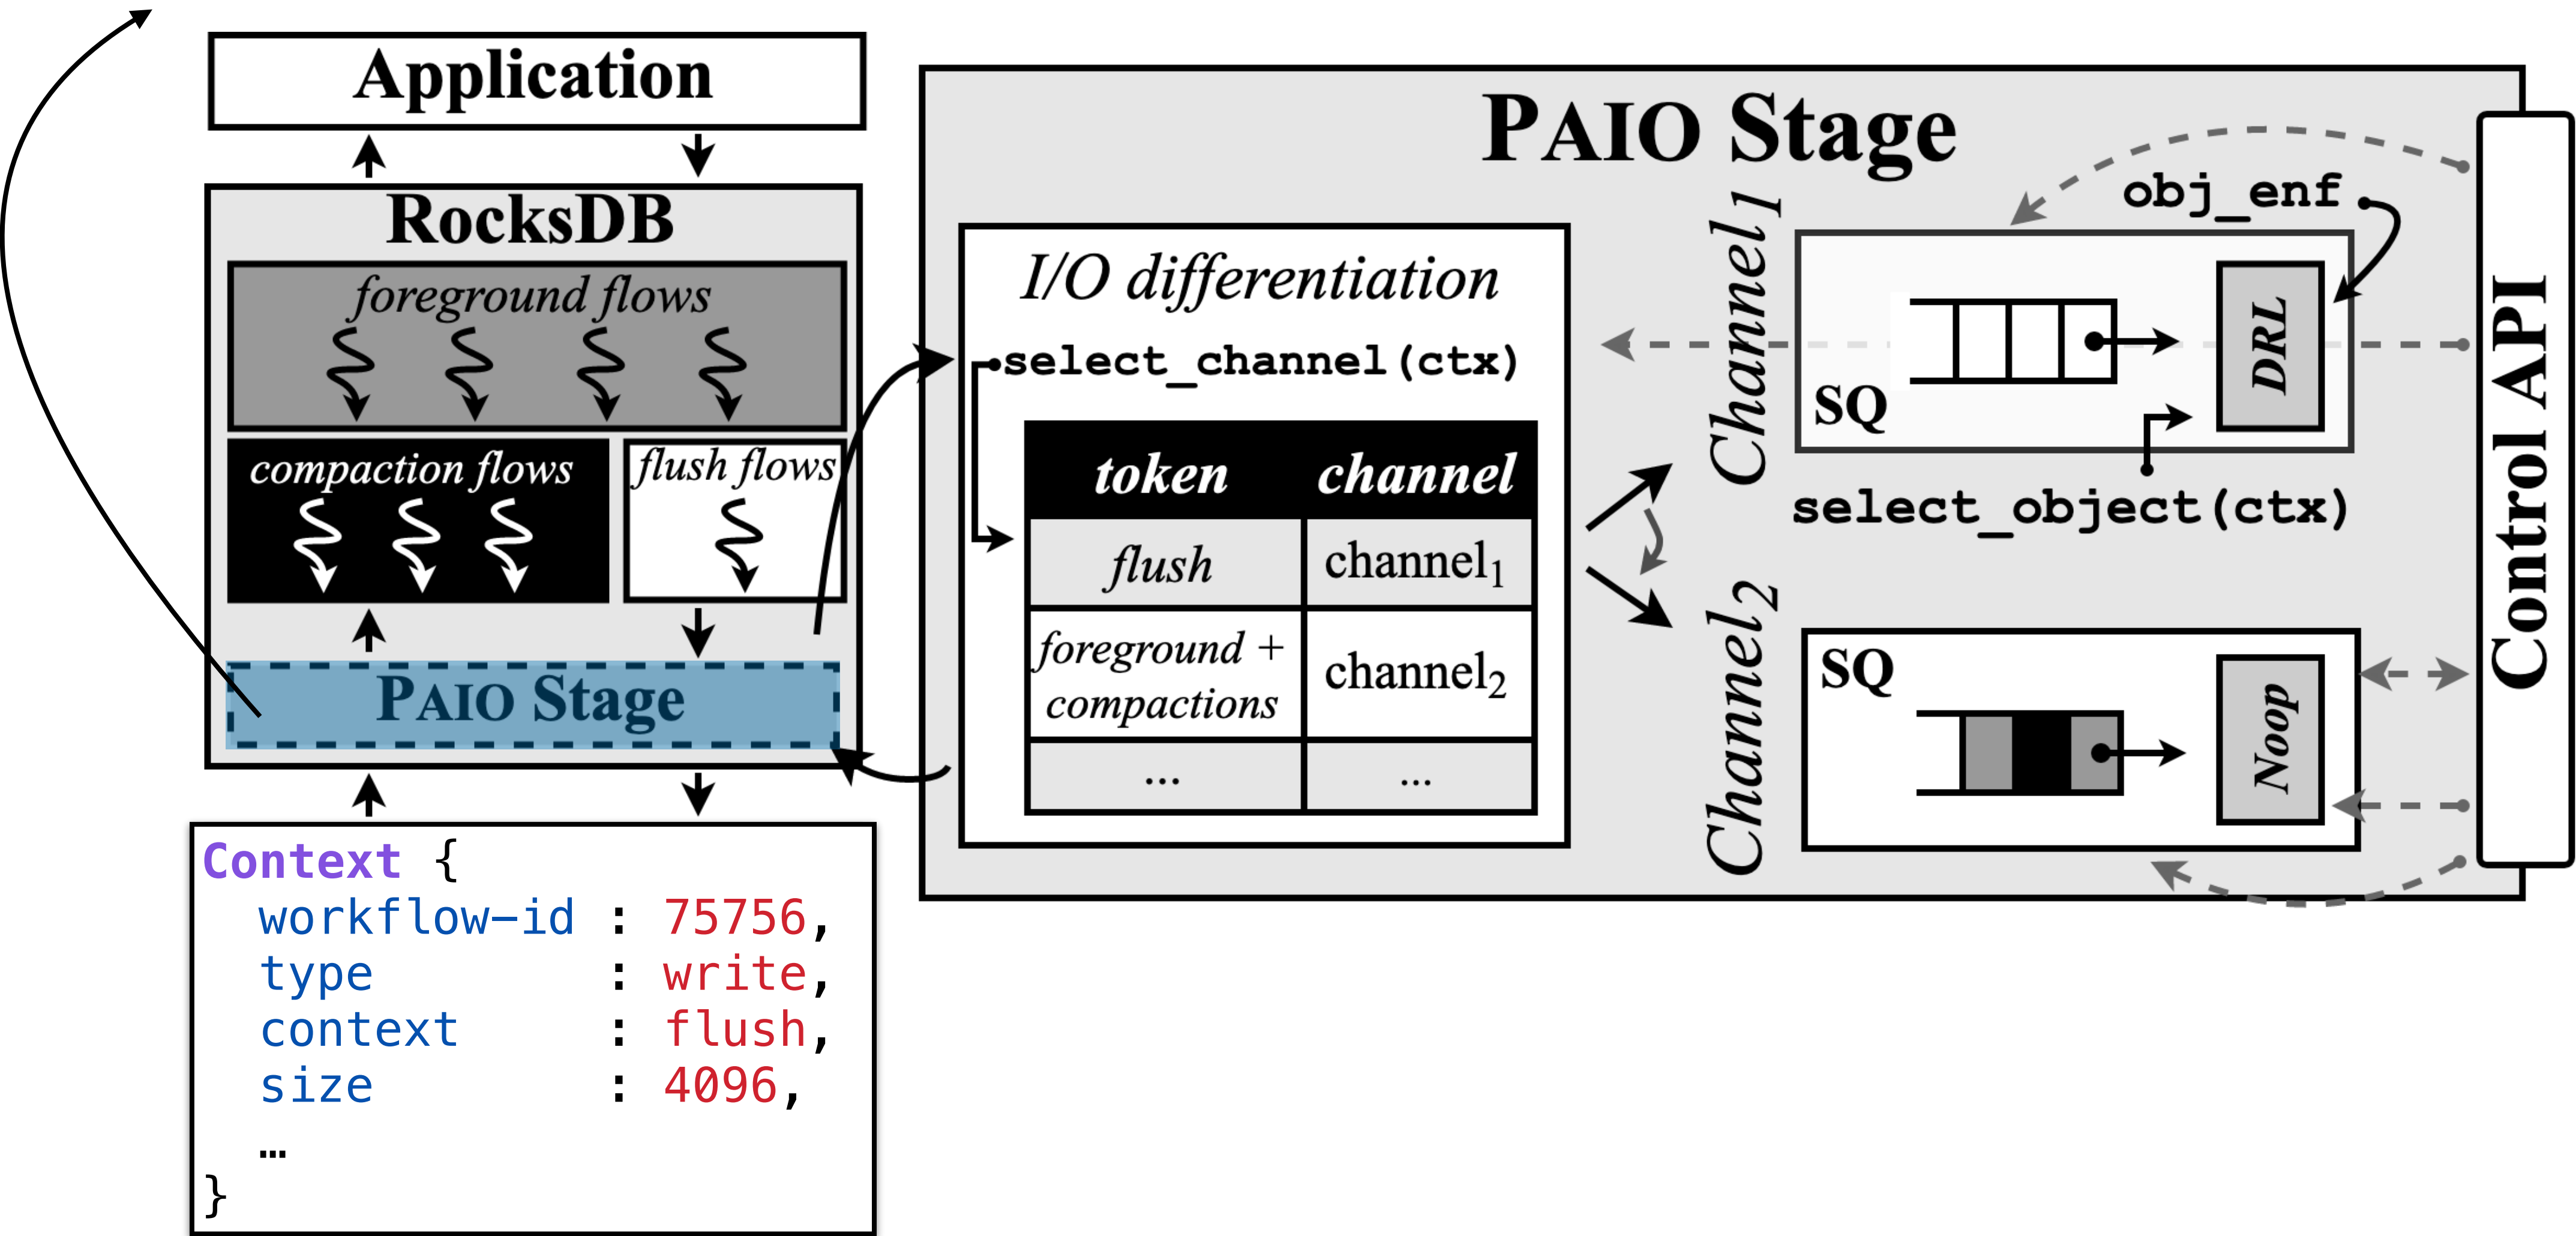 Application
RocksDB
foreground flows
compaction flows
flush flows
PAIO Stage
Context {
workflow-id : 75756,
type : write,
context : flush,
size : 4096,
…
}
PAIO Stage
I/O differentiation
select_channel(ctx)
token channel
flush channel1
foreground +
compactions channel2
... ...
Channel1
SQ
DRL
obj_enf
select_object(ctx)
Channel2
SQ
Noop
Control API